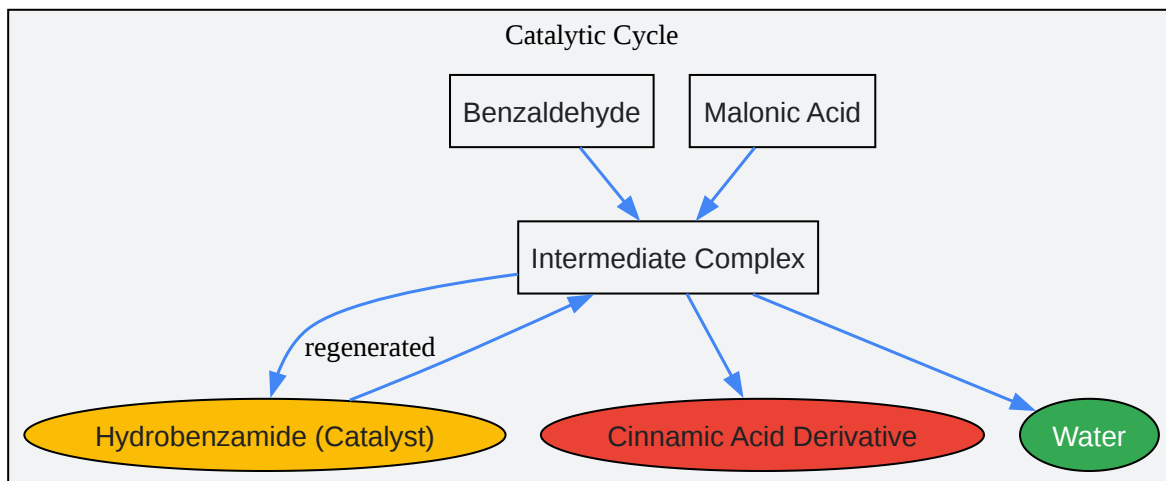 Catalytic Cycle
Benzaldehyde
Malonic Acid
Intermediate Complex
regenerated
Hydrobenzamide (Catalyst)
Cinnamic Acid Derivative
Water